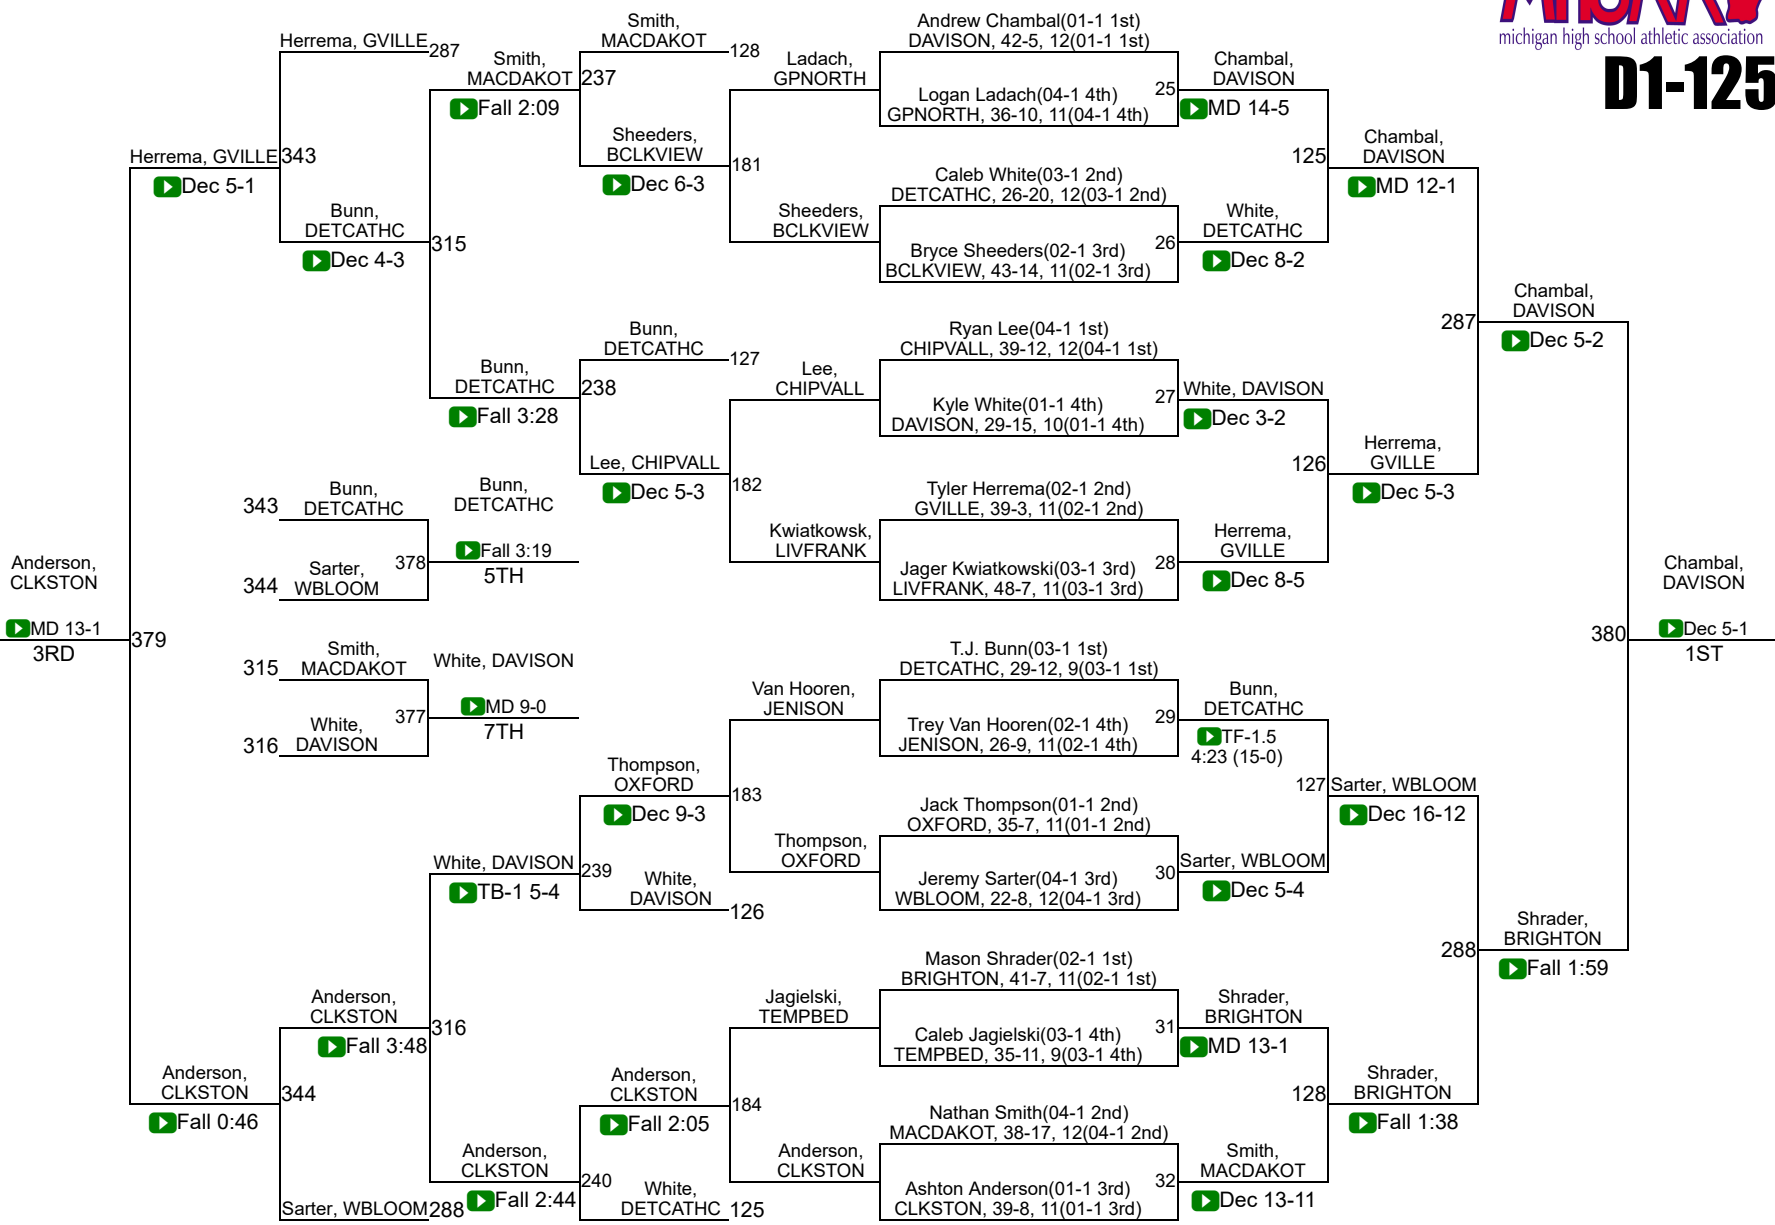 MHSAA
michigan high school athletic association
D1-125
Anderson,
CLKSTON
MD 13-1
3RD
379
Herrema, GVILLE
Dec 5-1
Anderson,
CLKSTON
Fall 0:46
Herrema, GVILLE
287
343
Bunn,
DETCATHC
Dec 4-3
343
Bunn,
DETCATHC
344
Sarter,
WBLOOM
378
Bunn,
DETCATHC
Fall 3:19
5TH
315
Smith,
MACDAKOT
316
White,
DAVISON
377
White, DAVISON
MD 9-0
7TH
Anderson,
CLKSTON
Fall 3:48
344
Sarter, WBLOOM
288
Smith,
MACDAKOT
Fall 2:09
315
Bunn,
DETCATHC
Fall 3:28
White, DAVISON
TB-1 5-4
316
Anderson,
CLKSTON
Fall 2:44
Smith,
MACDAKOT
128
237
Sheeders,
BCLKVIEW
Dec 6-3
Bunn,
DETCATHC
127
238
Lee, CHIPVALL
Dec 5-3
Thompson,
OXFORD
Dec 9-3
239
White,
DAVISON
126
Anderson,
CLKSTON
Fall 2:05
240
White,
DETCATHC
125
Ladach,
GPNORTH
181
Sheeders,
BCLKVIEW
Lee,
CHIPVALL
182
Kwiatkowsk,
LIVFRANK
Van Hooren,
JENISON
183
Thompson,
OXFORD
Jagielski,
TEMPBED
184
Anderson,
CLKSTON
Andrew Chambal(01-1 1st)
DAVISON, 42-5, 12(01-1 1st)
25
Logan Ladach(04-1 4th)
GPNORTH, 36-10, 11(04-1 4th)
Caleb White(03-1 2nd)
DETCATHC, 26-20, 12(03-1 2nd)
26
Bryce Sheeders(02-1 3rd)
BCLKVIEW, 43-14, 11(02-1 3rd)
Ryan Lee(04-1 1st)
CHIPVALL, 39-12, 12(04-1 1st)
27
Kyle White(01-1 4th)
DAVISON, 29-15, 10(01-1 4th)
Tyler Herrema(02-1 2nd)
GVILLE, 39-3, 11(02-1 2nd)
28
Jager Kwiatkowski(03-1 3rd)
LIVFRANK, 48-7, 11(03-1 3rd)
T.J. Bunn(03-1 1st)
DETCATHC, 29-12, 9(03-1 1st)
29
Trey Van Hooren(02-1 4th)
JENISON, 26-9, 11(02-1 4th)
Jack Thompson(01-1 2nd)
OXFORD, 35-7, 11(01-1 2nd)
30
Jeremy Sarter(04-1 3rd)
WBLOOM, 22-8, 12(04-1 3rd)
Mason Shrader(02-1 1st)
BRIGHTON, 41-7, 11(02-1 1st)
31
Caleb Jagielski(03-1 4th)
TEMPBED, 35-11, 9(03-1 4th)
Nathan Smith(04-1 2nd)
MACDAKOT, 38-17, 12(04-1 2nd)
32
Ashton Anderson(01-1 3rd)
CLKSTON, 39-8, 11(01-1 3rd)
Chambal,
DAVISON
MD 14-5
125
White,
DETCATHC
Dec 8-2
White, DAVISON
Dec 3-2
126
Herrema,
GVILLE
Dec 8-5
Bunn,
DETCATHC
TF-1.5
4:23 (15-0)
127
Sarter, WBLOOM
Dec 5-4
Shrader,
BRIGHTON
MD 13-1
128
Smith,
MACDAKOT
Dec 13-11
Chambal,
DAVISON
MD 12-1
287
Herrema,
GVILLE
Dec 5-3
Sarter, WBLOOM
Dec 16-12
288
Shrader,
BRIGHTON
Fall 1:38
Chambal,
DAVISON
Dec 5-2
380
Shrader,
BRIGHTON
Fall 1:59
Chambal,
DAVISON
Dec 5-1
1ST